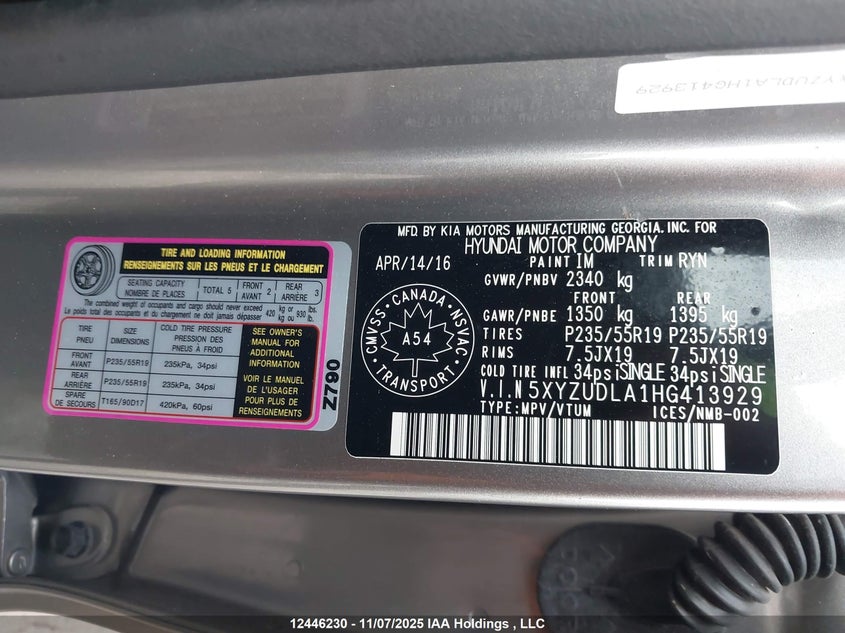 XYZUDLA1HG413929
TIRE AND LOADING INFORMATION
RENSEIGNEMENTS SUR LES PNEUS ET LE CHARGEMENT
SEATING CAPACITY
NOMBRE DE PLACES
TOTAL 5
FRONT
AVANT 2
REAR
ARRIÈRE 3
The combined weight of occupants and cargo should never exceed
Le poids total des occupants et du chargement ne doit jamais dépasser
420 kg or 930 lbs.
kg ou lb.
TIRE
PNEU
SIZE
DIMENSIONS
COLD TIRE PRESSURE
PRESSION DES
PNEUS À FROID
FRONT
AVANT
P235/55R19
235kPa, 34psi
REAR
ARRIÈRE
P235/55R19
235kPa, 34psi
SPARE
DE SECOURS
T165/90D17
420kPa, 60psi
SEE OWNER'S
MANUAL FOR
ADDITIONAL
INFORMATION
VOIR LE MANUEL
DE L'USAGER
POUR PLUS DE
RENSEIGNEMENTS
Z790
MFD. BY KIA MOTORS MANUFACTURING GEORGIA, INC. FOR
HYUNDAI MOTOR COMPANY
APR/14/16 PAINT IM TRIM RYN
GVWR/PNBV 2340 kg
FRONT REAR
GAWR/PNBE 1350 kg 1395 kg
TIRES P235/55R19 P235/55R19
RIMS 7.5JX19 7.5JX19
COLD TIRE INFL 34psi SINGLE 34psi SINGLE
V.I.N 5XYZUDLA1HG413929
TYPE:MPV/VTUM ICES/NMB-002
CANADA
CMVSS NSVAC
A54
TRANSPORT
12446230 - 11/07/2025 IAA Holdings , LLC